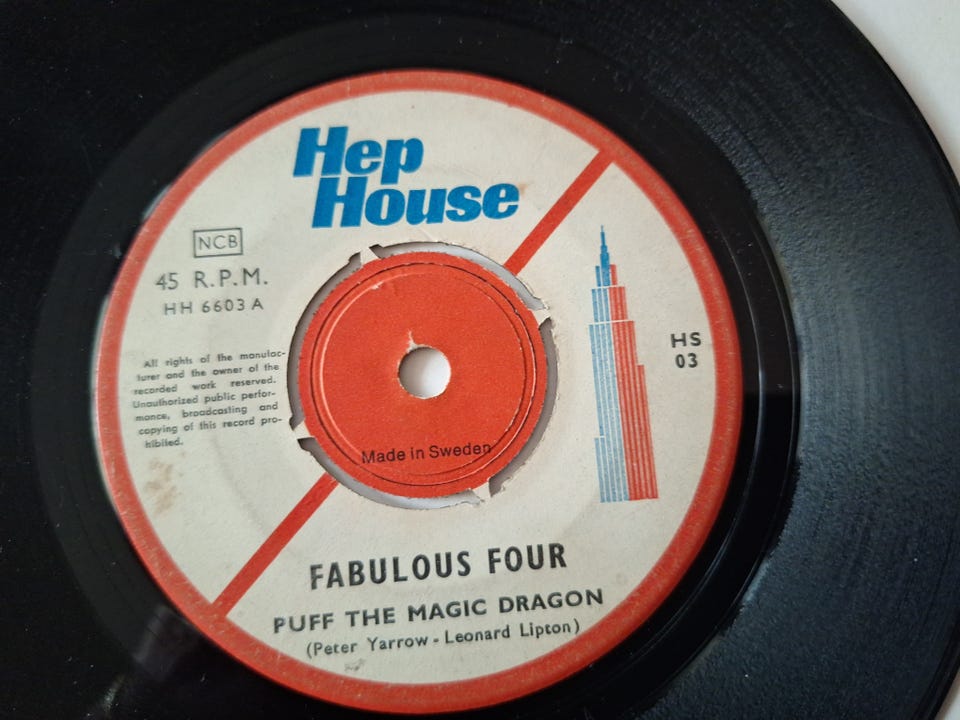 Hep
House
NCB
45 R.P.M.
HH 6603 A
All rights of the manufac-
turer and the owner of the
recorded work reserved.
Unauthorized public perfor-
mance, broadcasting and
copying of this record pro-
hibited.
HS
03
Made in Sweden
FABULOUS FOUR
PUFF THE MAGIC DRAGON
(Peter Yarrow - Leonard Lipton)